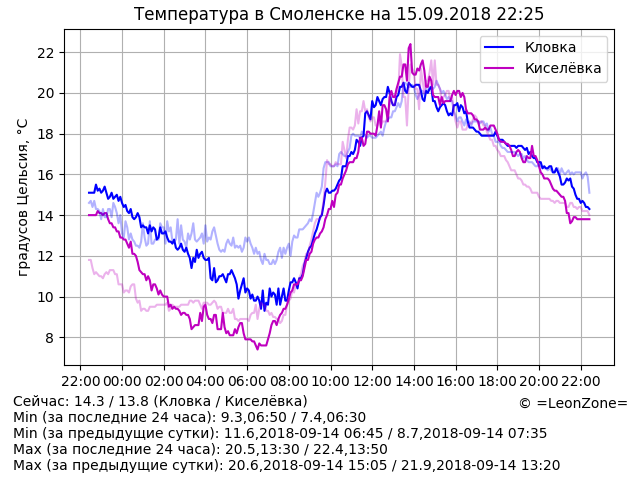 Температура в Смоленске на 15.09.2018 22:25
Кловка
Киселёвка
градусов Цельсия, °C
22
20
18
16
14
12
10
8
22:00 00:00 02:00 04:00 06:00 08:00 10:00 12:00 14:00 16:00 18:00 20:00 22:00
Сейчас: 14.3 / 13.8 (Кловка / Киселёвка)
© =LeonZone=
Min (за последние 24 часа): 9.3,06:50 / 7.4,06:30
Min (за предыдущие сутки): 11.6,2018-09-14 06:45 / 8.7,2018-09-14 07:35
Max (за последние 24 часа): 20.5,13:30 / 22.4,13:50
Max (за предыдущие сутки): 20.6,2018-09-14 15:05 / 21.9,2018-09-14 13:20